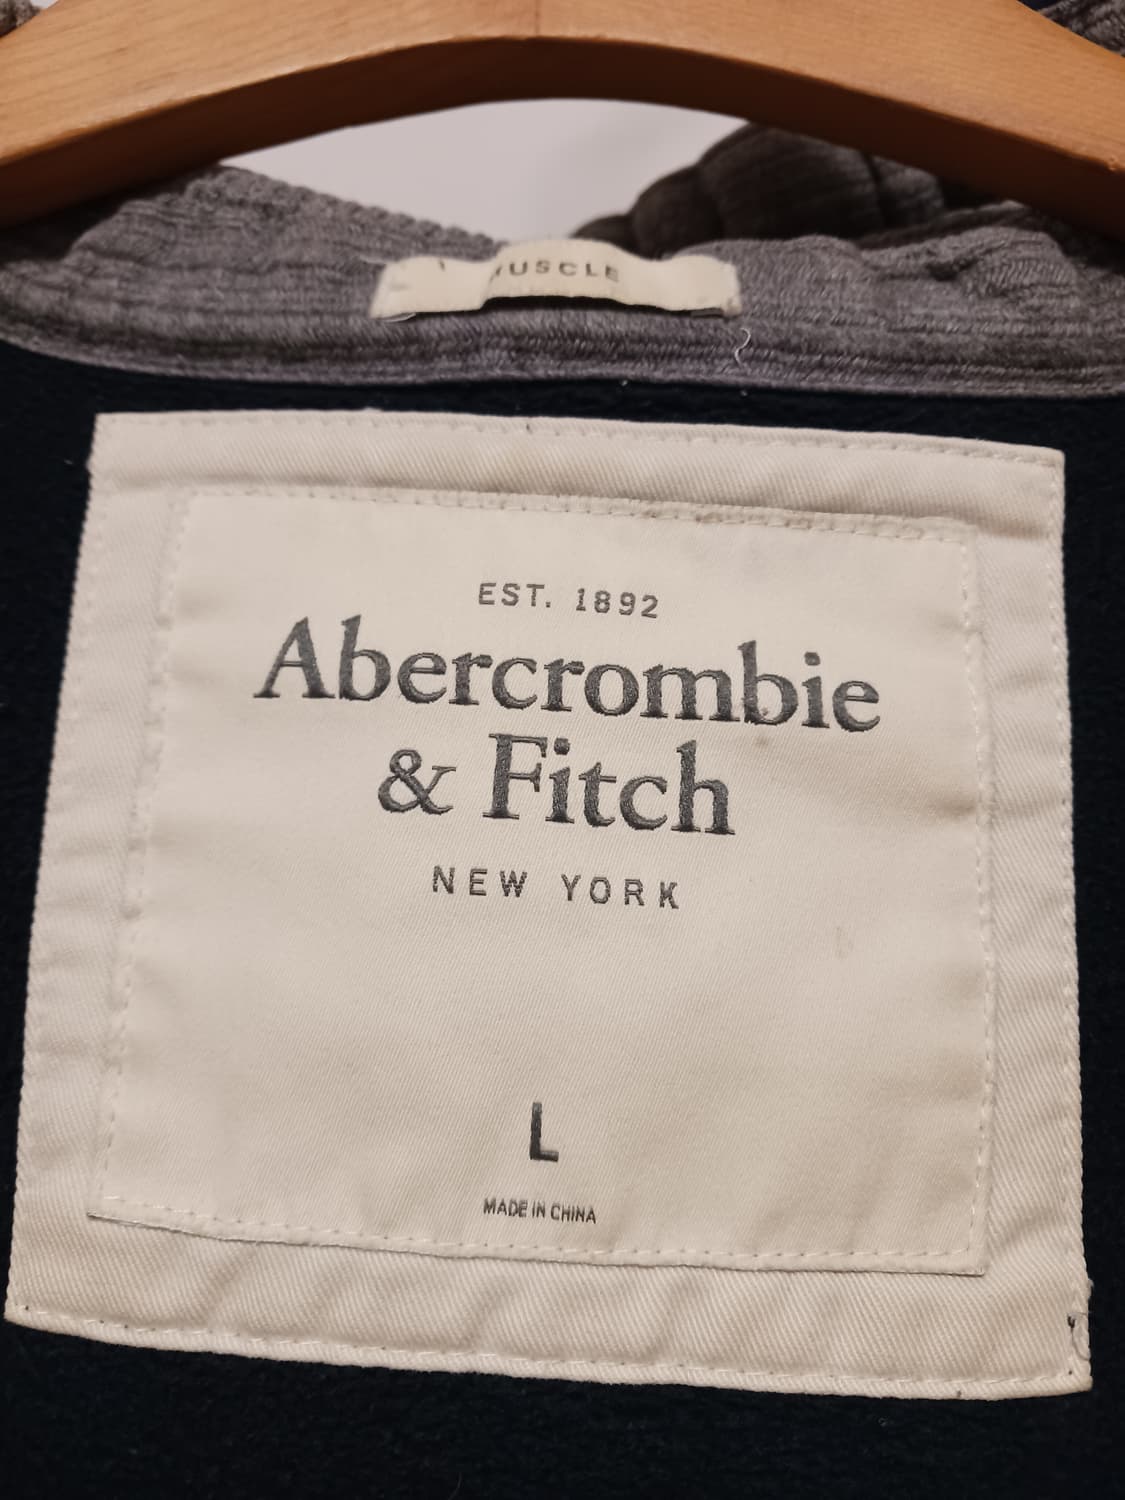 MUSCLE
EST. 1892
Abercrombie
& Fitch
NEW YORK
L
MADE IN CHINA